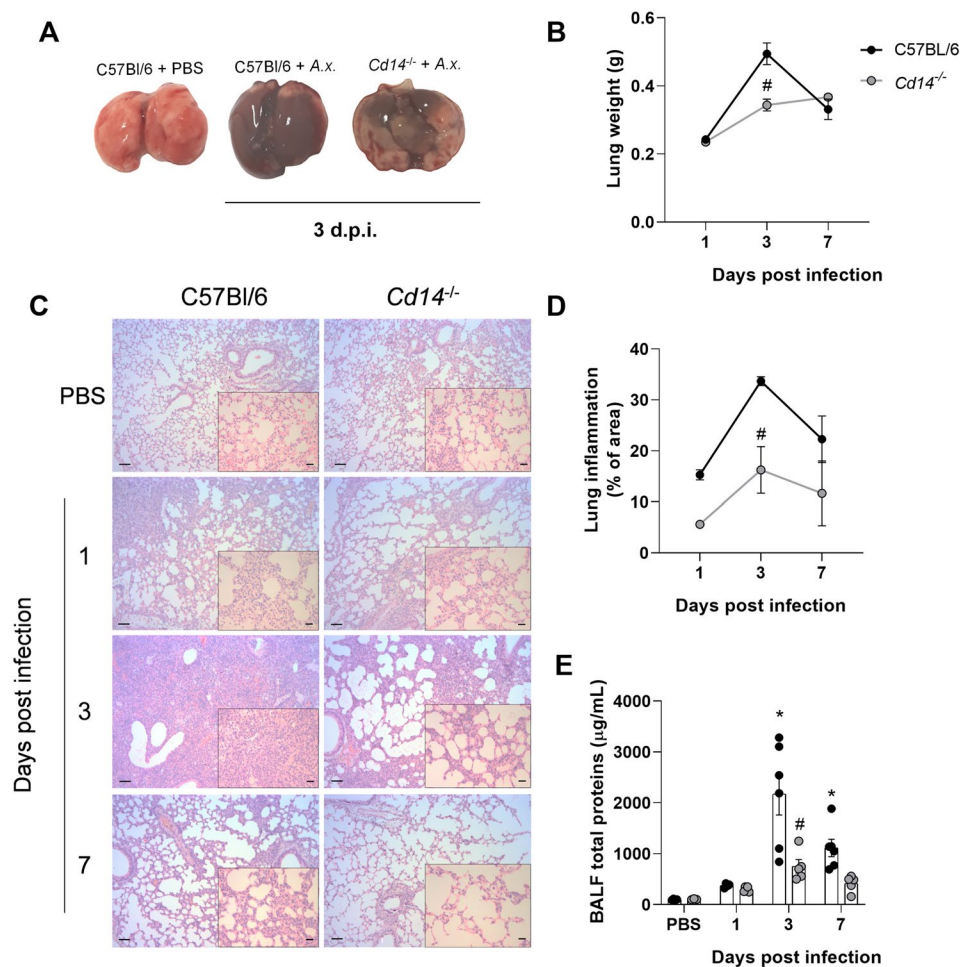 A
C57Bl/6 + PBS
C57Bl/6 + A.x.
Cd14-/- + A.x.
3 d.p.i.
B
Lung weight (g)
0.6
0.4
0.2
0.0
#
1
3
7
Days post infection
C57BL/6
Cd14-/-
C
C57Bl/6
Cd14-/-
PBS
1
3
7
Days post infection
D
Lung inflammation
(% of area)
40
30
20
10
0
#
1
3
7
Days post infection
E
BALF total proteins (µg/mL)
4000
3000
2000
1000
0
*
#
*
PBS
1
3
7
Days post infection